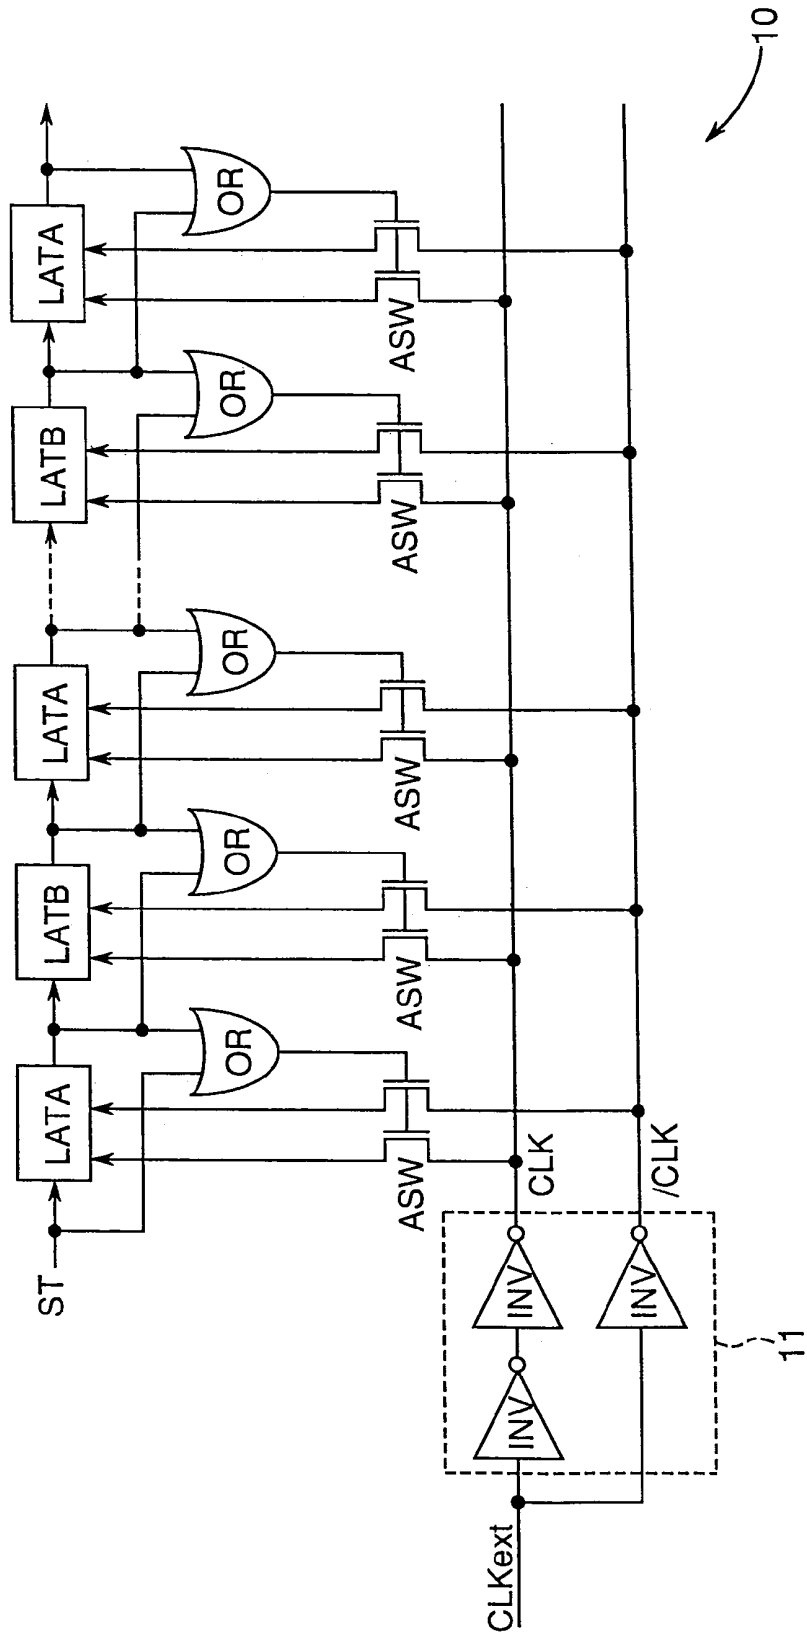 10
LATA
LATB
LATA
LATB
LATA
OR
OR
OR
OR
OR
ASW
ASW
ASW
ASW
ASW
ST
CLK
/CLK
INV
INV
INV
11
CLKext